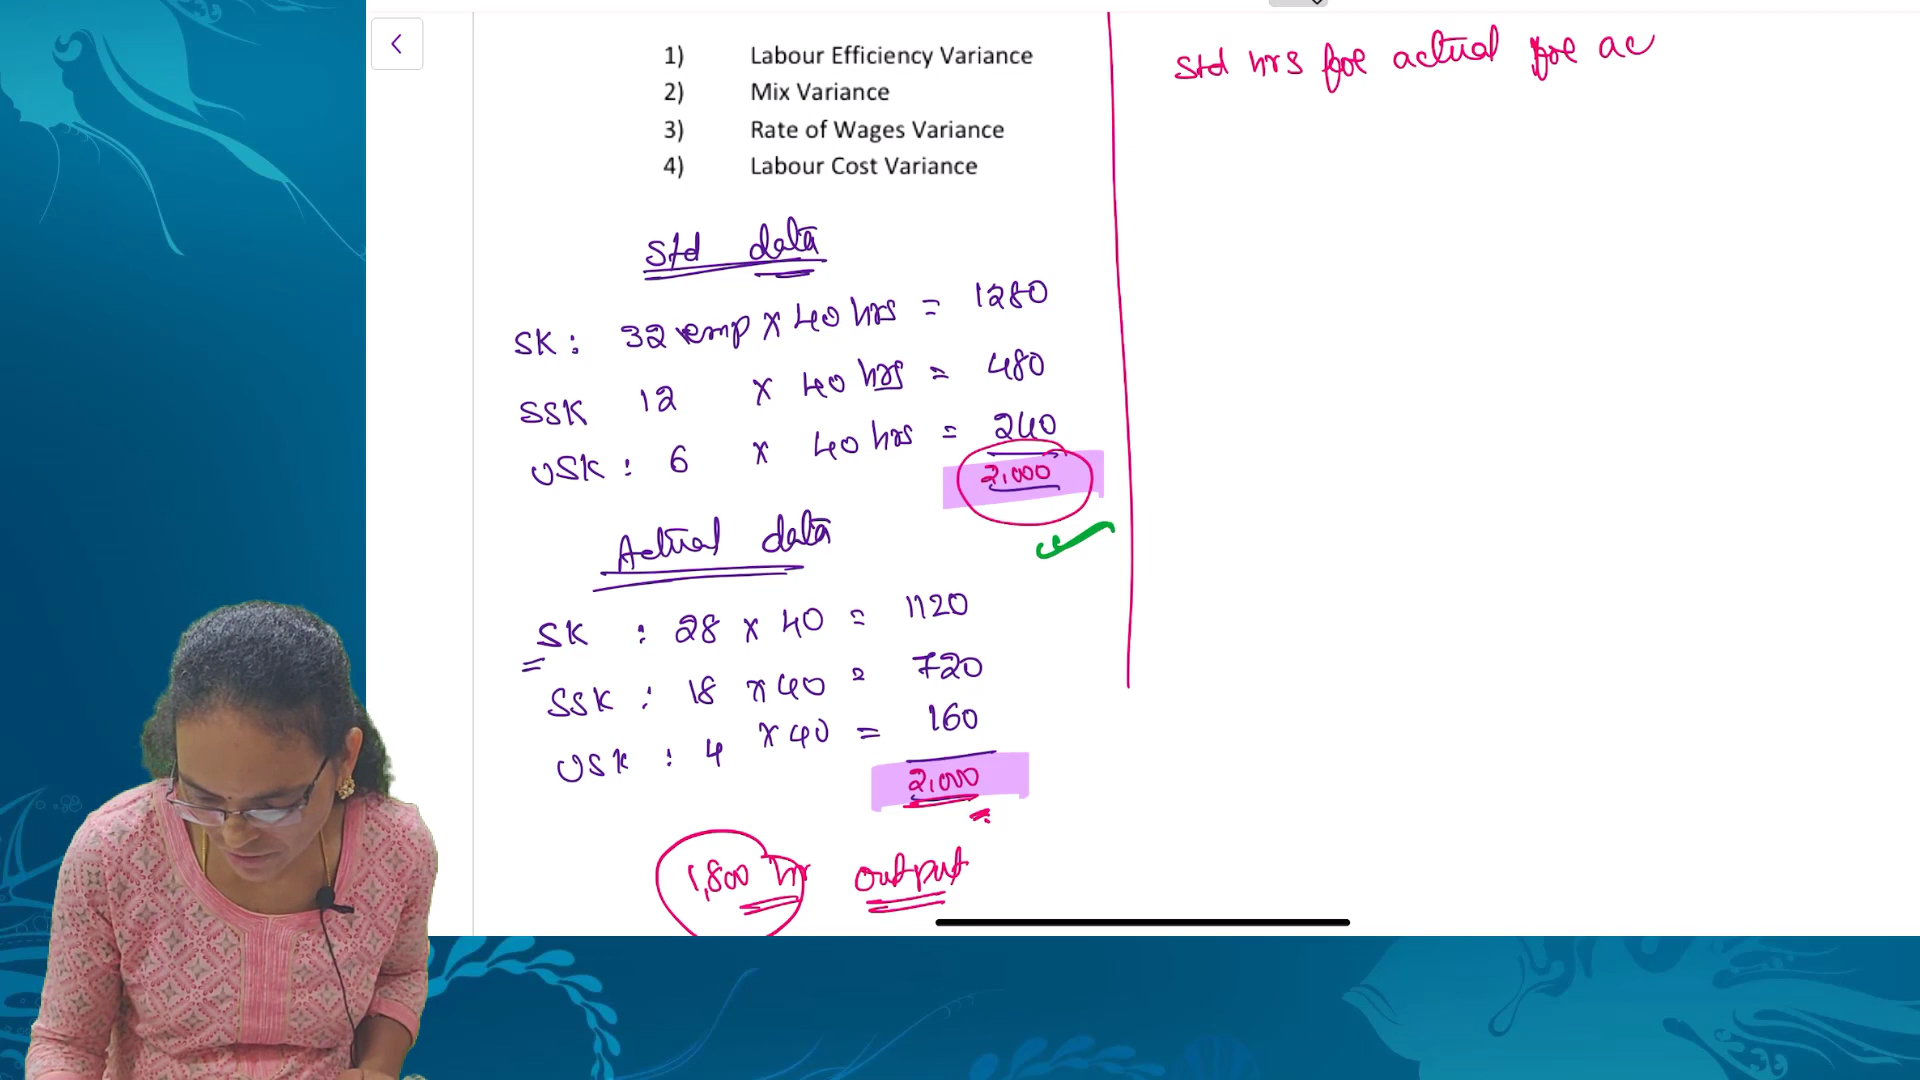 1) Labour Efficiency Variance
2) Mix Variance
3) Rate of Wages Variance
4) Labour Cost Variance
Std data
SK : 32 emp x 40 hrs = 1280
SSK 12 x 40 hrs = 480
USK : 6 x 40 hrs = 240
2,000
Actual data
SK : 28 x 40 = 1120
SSK : 18 x 40 = 720
USK : 4 x 40 = 160
2,000
1,800 hr output
Std hrs for actual for ac